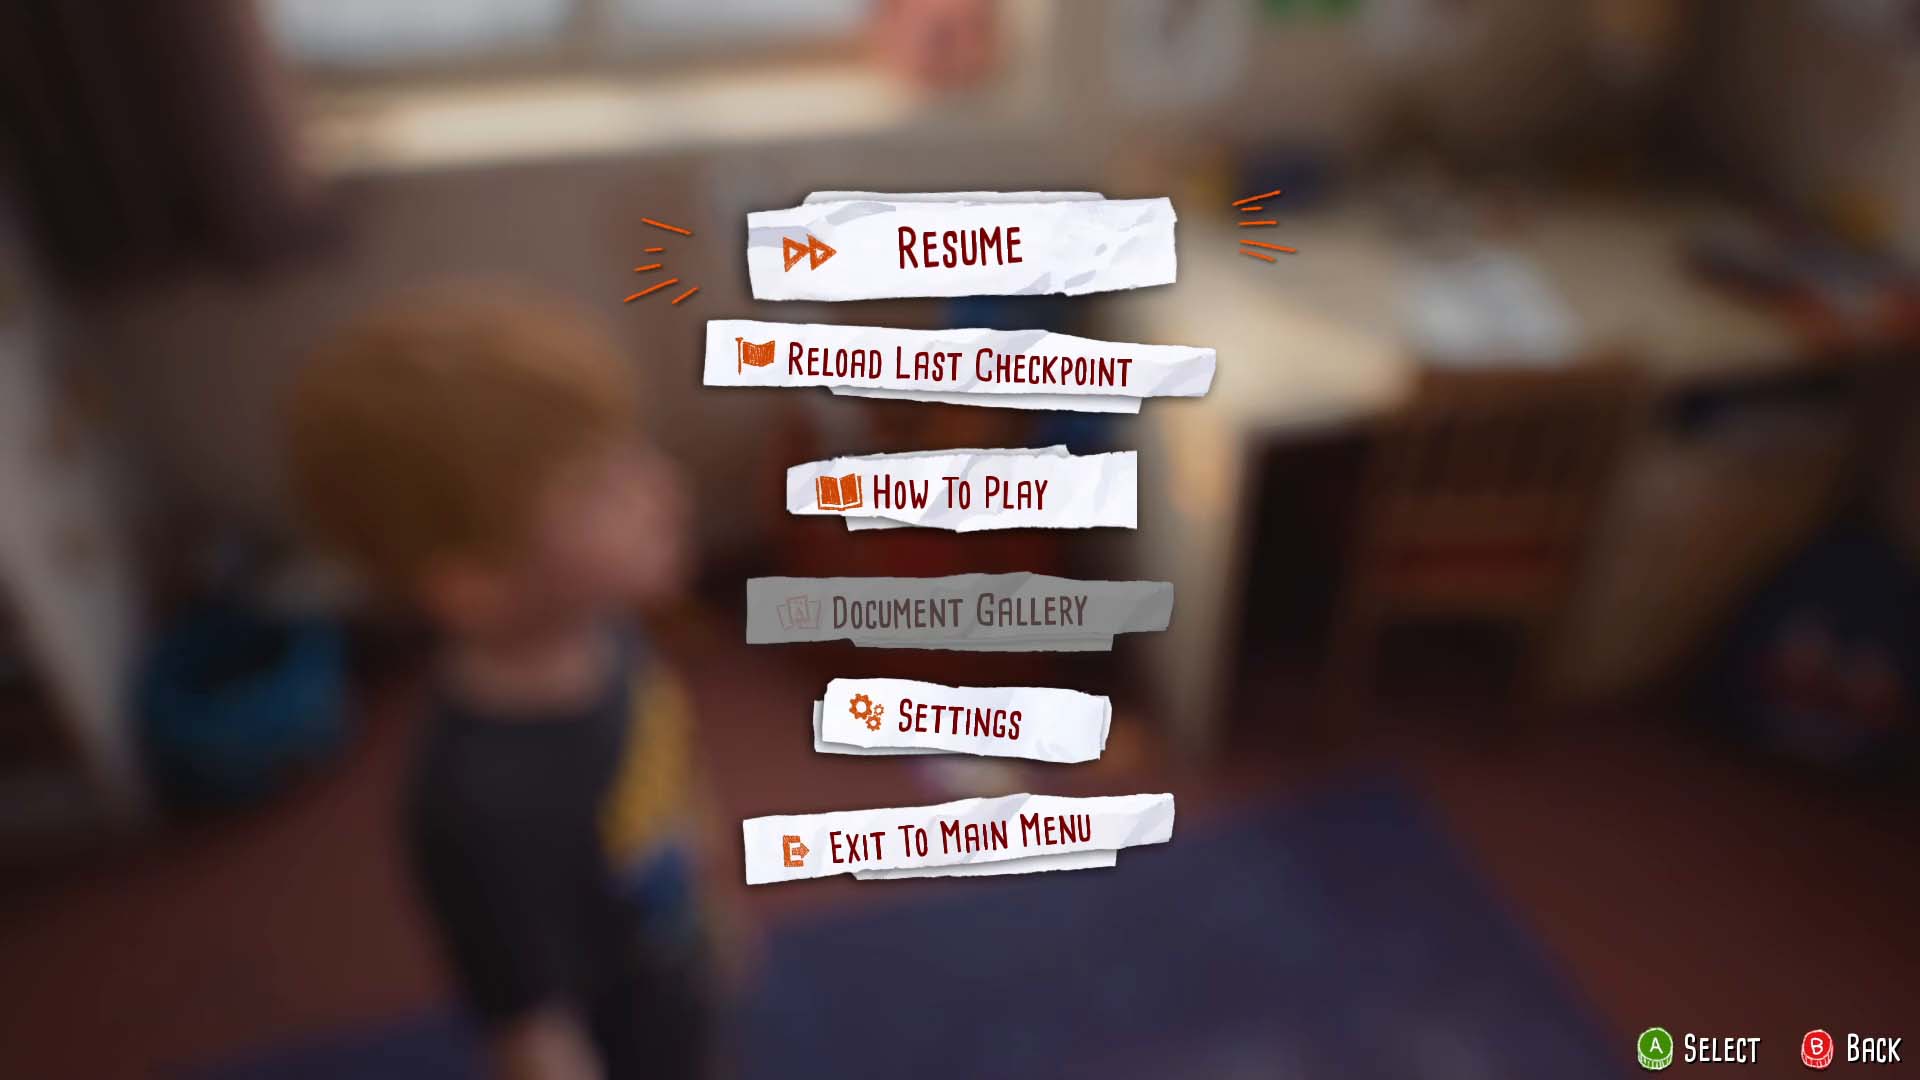 Resume
Reload Last Checkpoint
How To Play
Document Gallery
Settings
Exit To Main Menu
A Select B Back